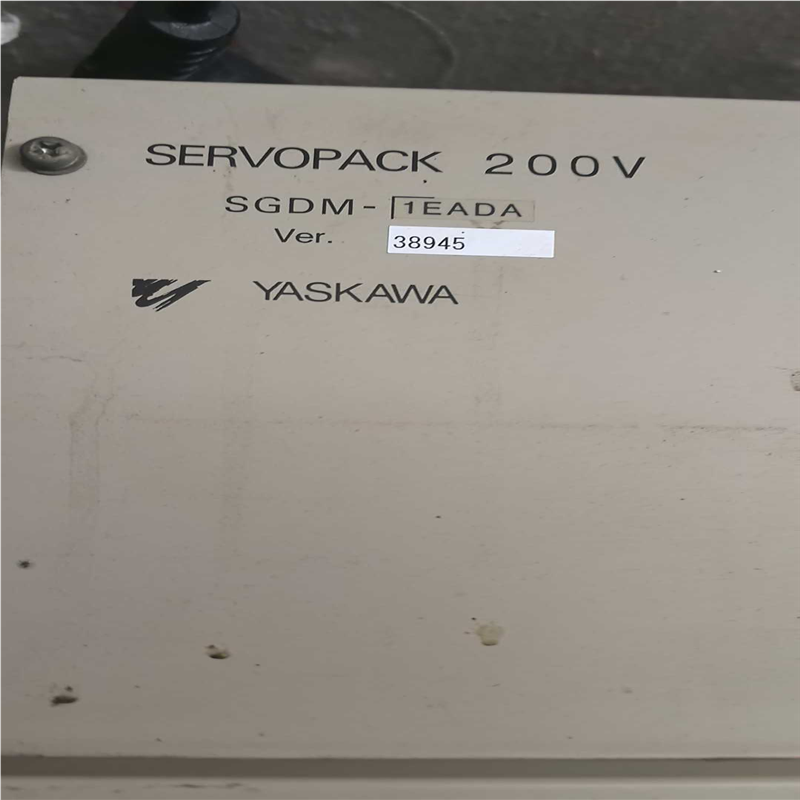 SERVOPACK 200V
SGDM-1EADA
Ver. 38945
YASKAWA